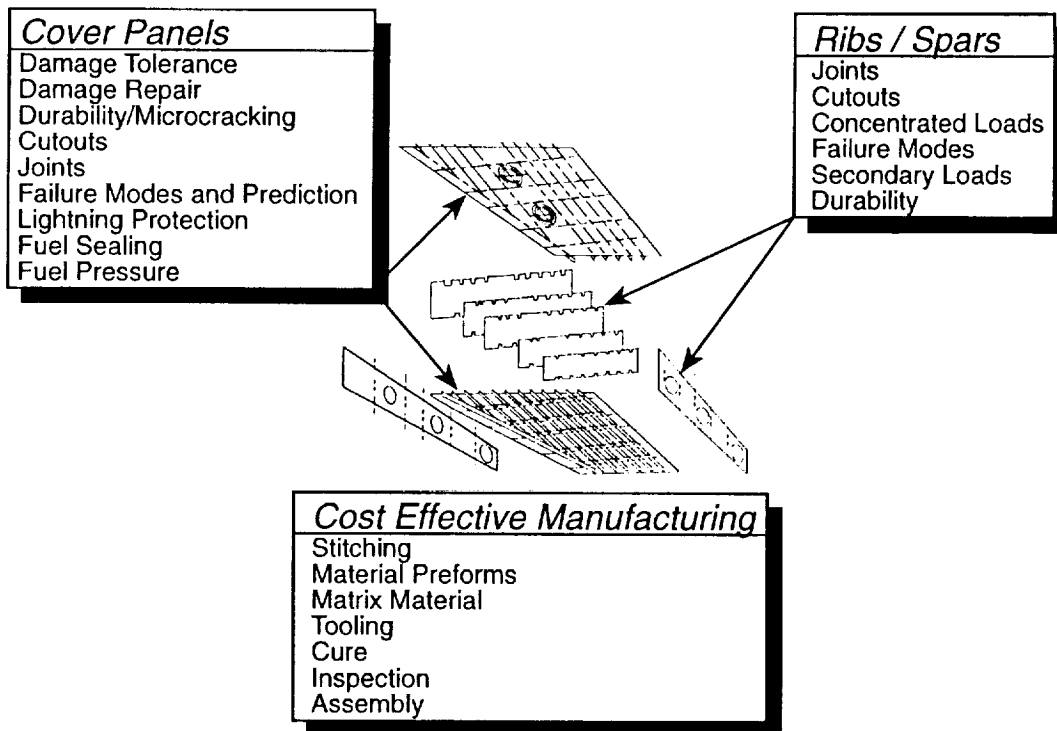 Cover Panels
Damage Tolerance
Damage Repair
Durability/Microcracking
Cutouts
Joints
Failure Modes and Prediction
Lightning Protection
Fuel Sealing
Fuel Pressure
Ribs / Spars
Joints
Cutouts
Concentrated Loads
Failure Modes
Secondary Loads
Durability
Cost Effective Manufacturing
Stitching
Material Preforms
Matrix Material
Tooling
Cure
Inspection
Assembly